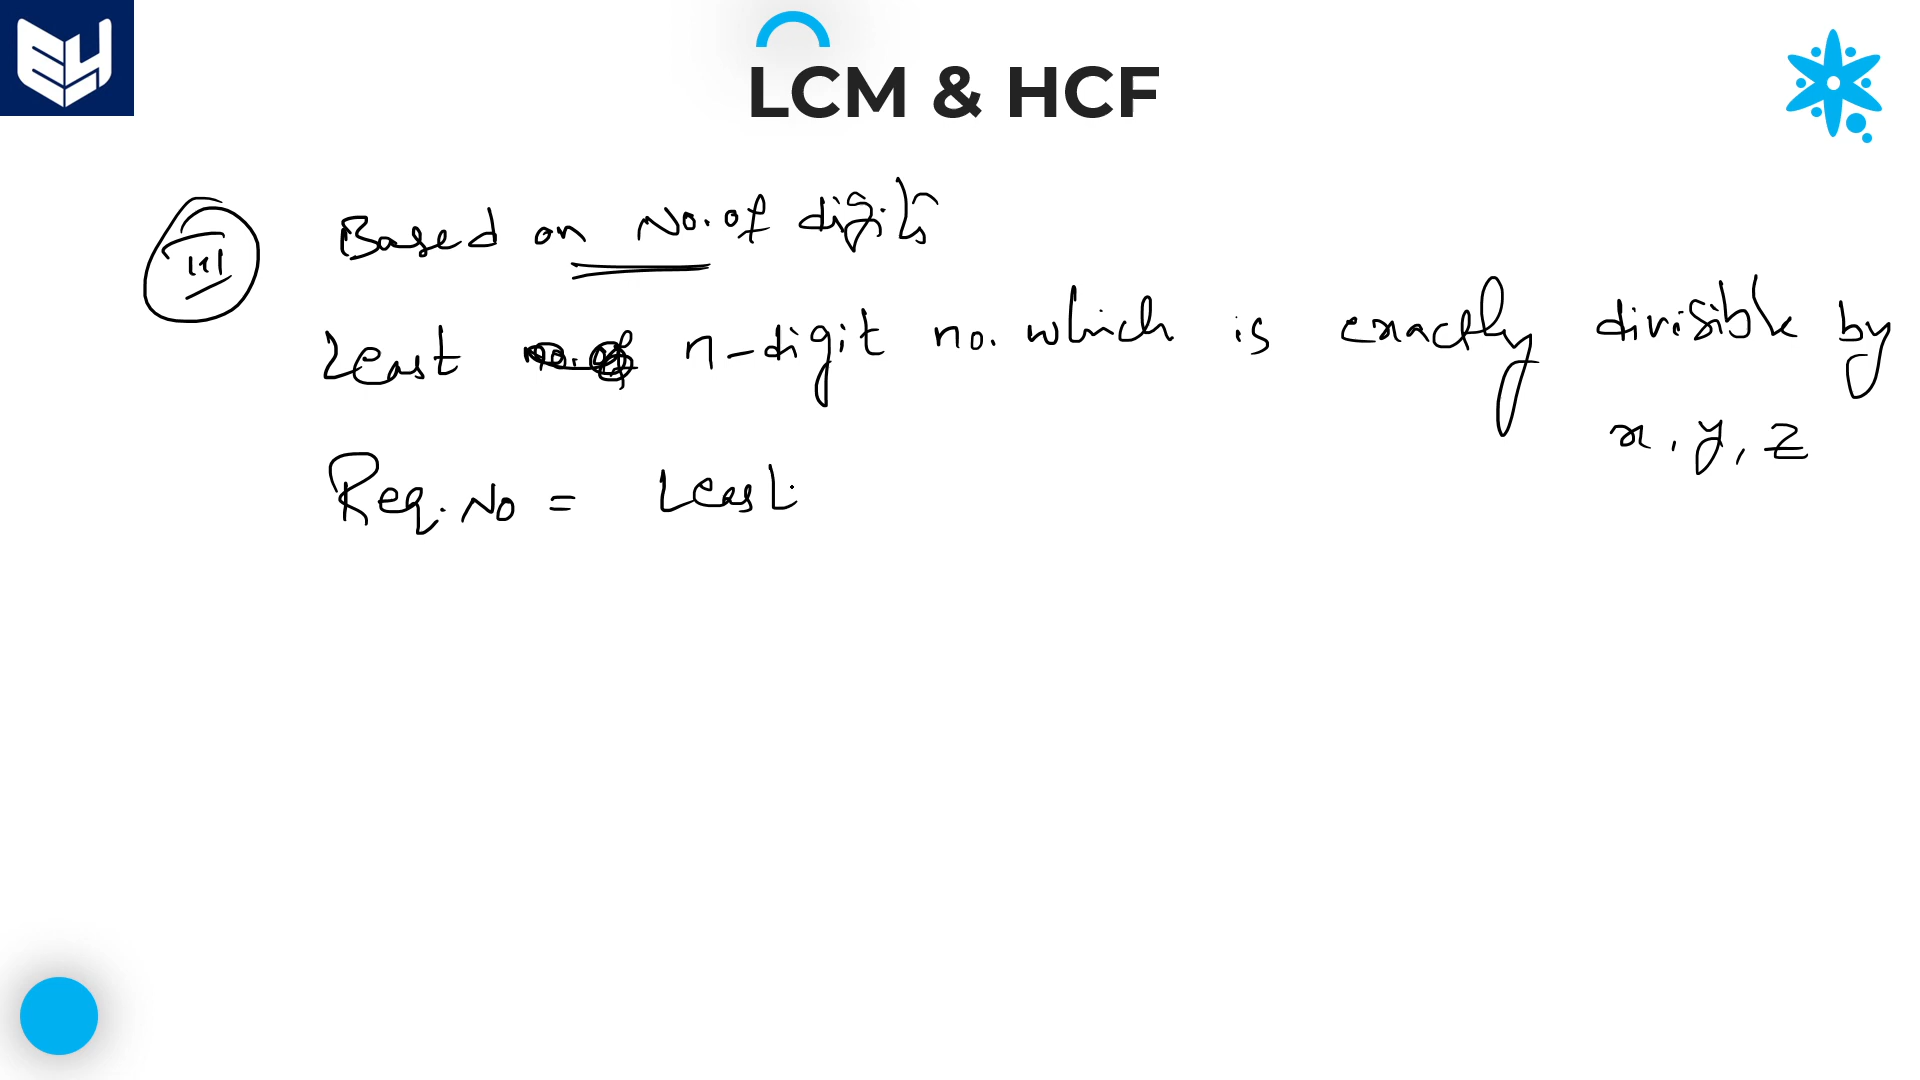 LCM & HCF
III Based on No. of digits
Least n-digit no. which is exactly divisible by
x, y, z
Req. No = Least